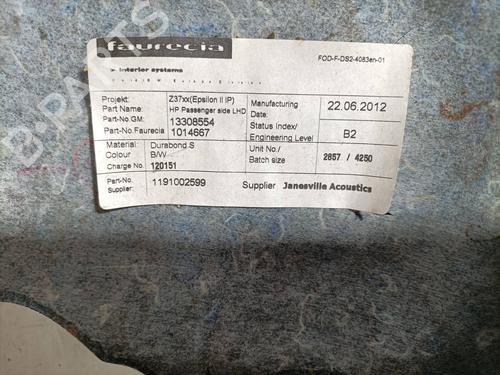 faurecia
FOD-F-DS2-4083en-01
Interior systems
Projekt: Z37xx(Epsilon II IP)
Part Name: HP Passenger side LHD
Part-No.GM: 13308554
Part-No.Faurecia 1014667
Manufacturing Date: 22.06.2012
Status Index/ Engineering Level B2
Material: Durabond.S
Colour B/W
Charge No. 120151
Unit No./ Batch size 2857 / 4250
Part-No. Supplier: 1191002599
Supplier Janesville Acoustics